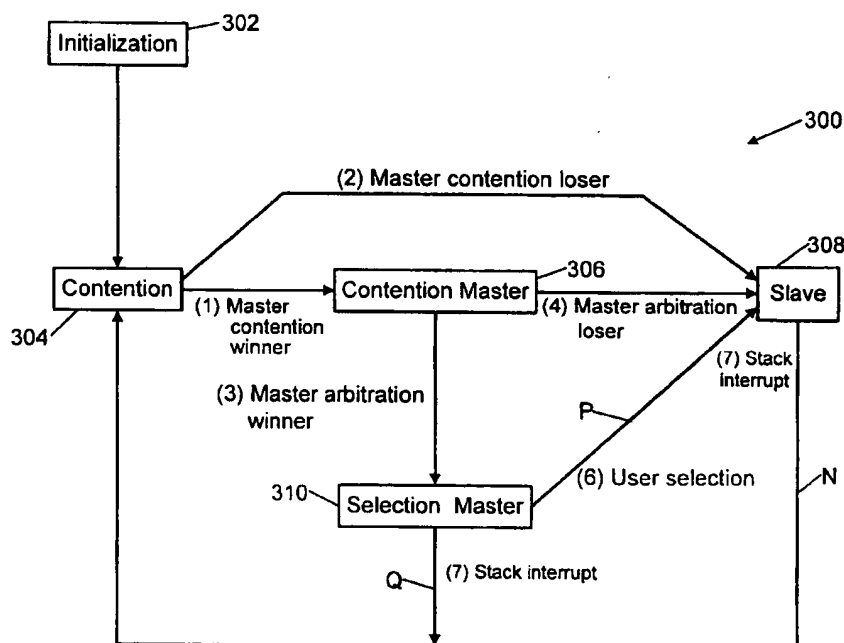 302
Initialization
300
(2) Master contention loser
308
306
Contention
Contention Master
Slave
304
(1) Master
contention
winner
(4) Master arbitration
loser
(7) Stack
interrupt
(3) Master arbitration
winner
P
(6) User selection
N
310
Selection Master
Q
(7) Stack interrupt